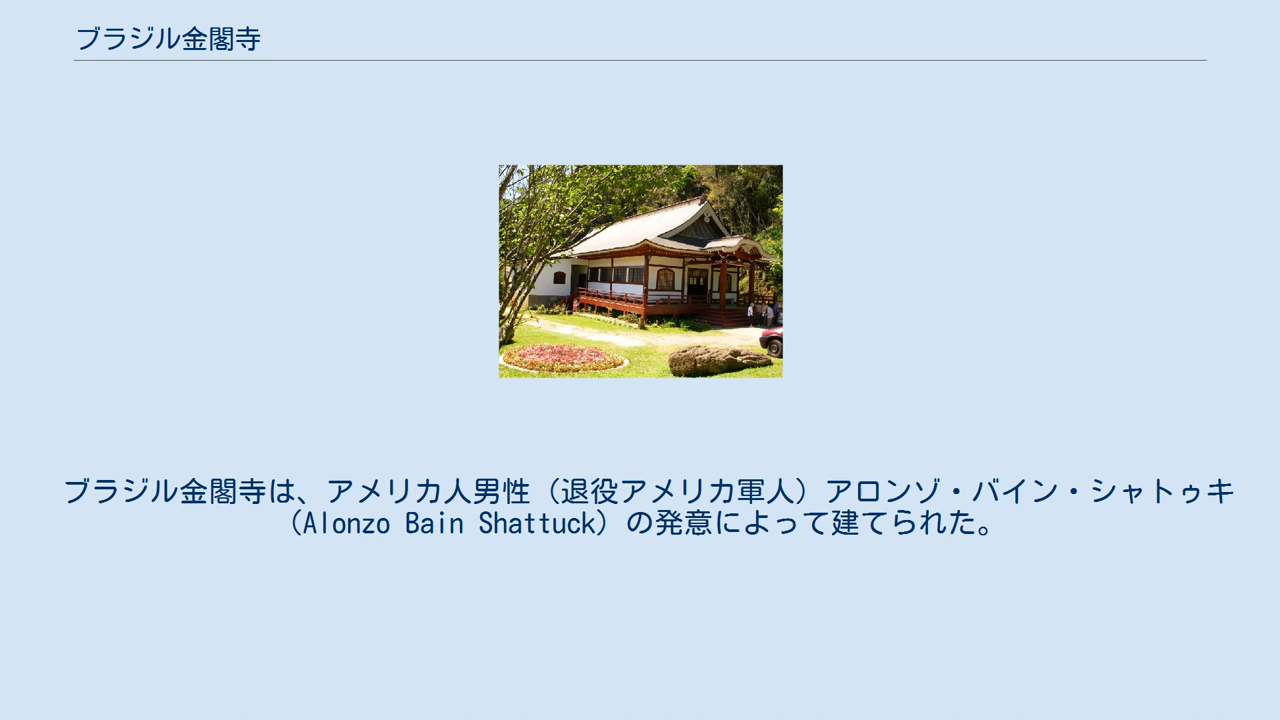 ブラジル金閣寺
ブラジル金閣寺は、アメリカ人男性（退役アメリカ軍人）アロンゾ・バイン・シャトゥキ
（Alonzo Bain Shattuck）の発意によって建てられた。